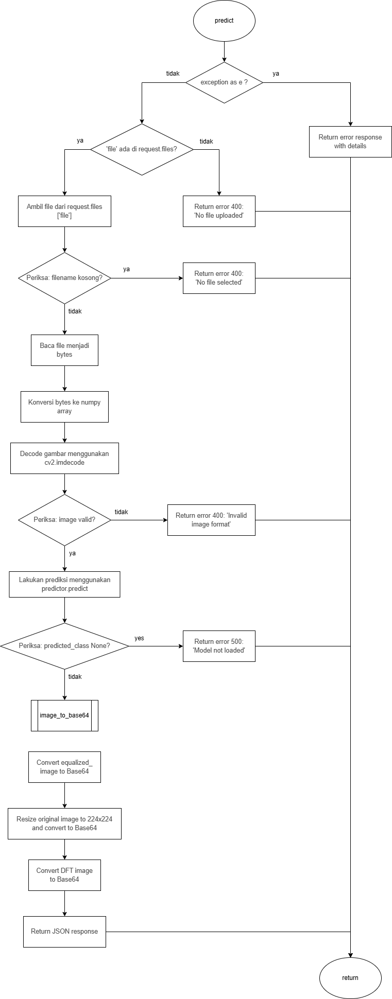 predict
tidak
ya
exception as e ?
Return error response
with details
ya
'file' ada di request.files?
tidak
Ambil file dari request.files
['file']
Return error 400:
'No file uploaded'
Periksa: filename kosong?
ya
Return error 400:
'No file selected'
tidak
Baca file menjadi
bytes
Konversi bytes ke numpy
array
Decode gambar menggunakan
cv2.imdecode
Periksa: image valid?
tidak
Return error 400: 'Invalid
image format'
ya
Lakukan prediksi menggunakan
predictor.predict
Periksa: predicted_class None?
yes
Return error 500:
'Model not loaded'
tidak
image_to_base64
Convert equalized_
image to Base64
Resize original image to 224x224
and convert to Base64
Convert DFT image
to Base64
Return JSON response
return